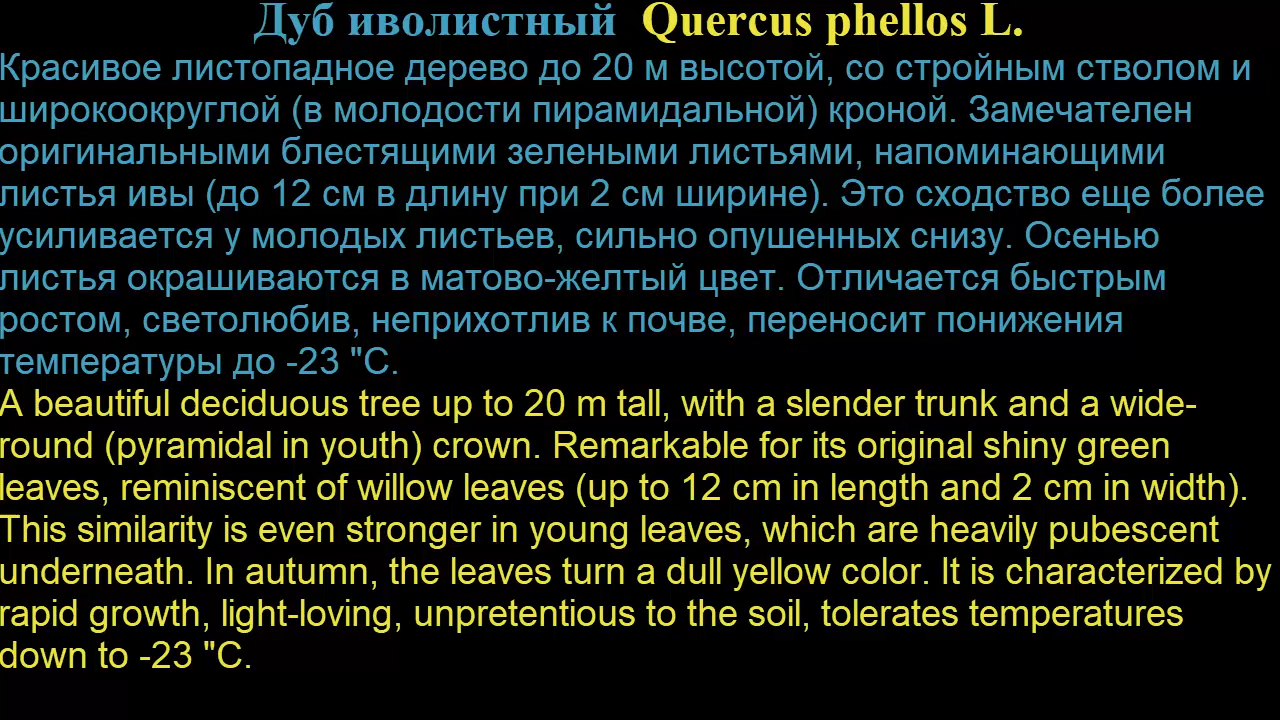 Дуб иволистный Quercus phellos L.
Красивое листопадное дерево до 20 м высотой, со стройным стволом и
широкоокруглой (в молодости пирамидальной) кроной. Замечателен
оригинальными блестящими зелеными листьями, напоминающими
листья ивы (до 12 см в длину при 2 см ширине). Это сходство еще более
усиливается у молодых листьев, сильно опушенных снизу. Осенью
листья окрашиваются в матово-желтый цвет. Отличается быстрым
ростом, светолюбив, неприхотлив к почве, переносит понижения
температуры до -23 "С.
A beautiful deciduous tree up to 20 m tall, with a slender trunk and a wide-
round (pyramidal in youth) crown. Remarkable for its original shiny green
leaves, reminiscent of willow leaves (up to 12 cm in length and 2 cm in width).
This similarity is even stronger in young leaves, which are heavily pubescent
underneath. In autumn, the leaves turn a dull yellow color. It is characterized by
rapid growth, light-loving, unpretentious to the soil, tolerates temperatures
down to -23 "C.